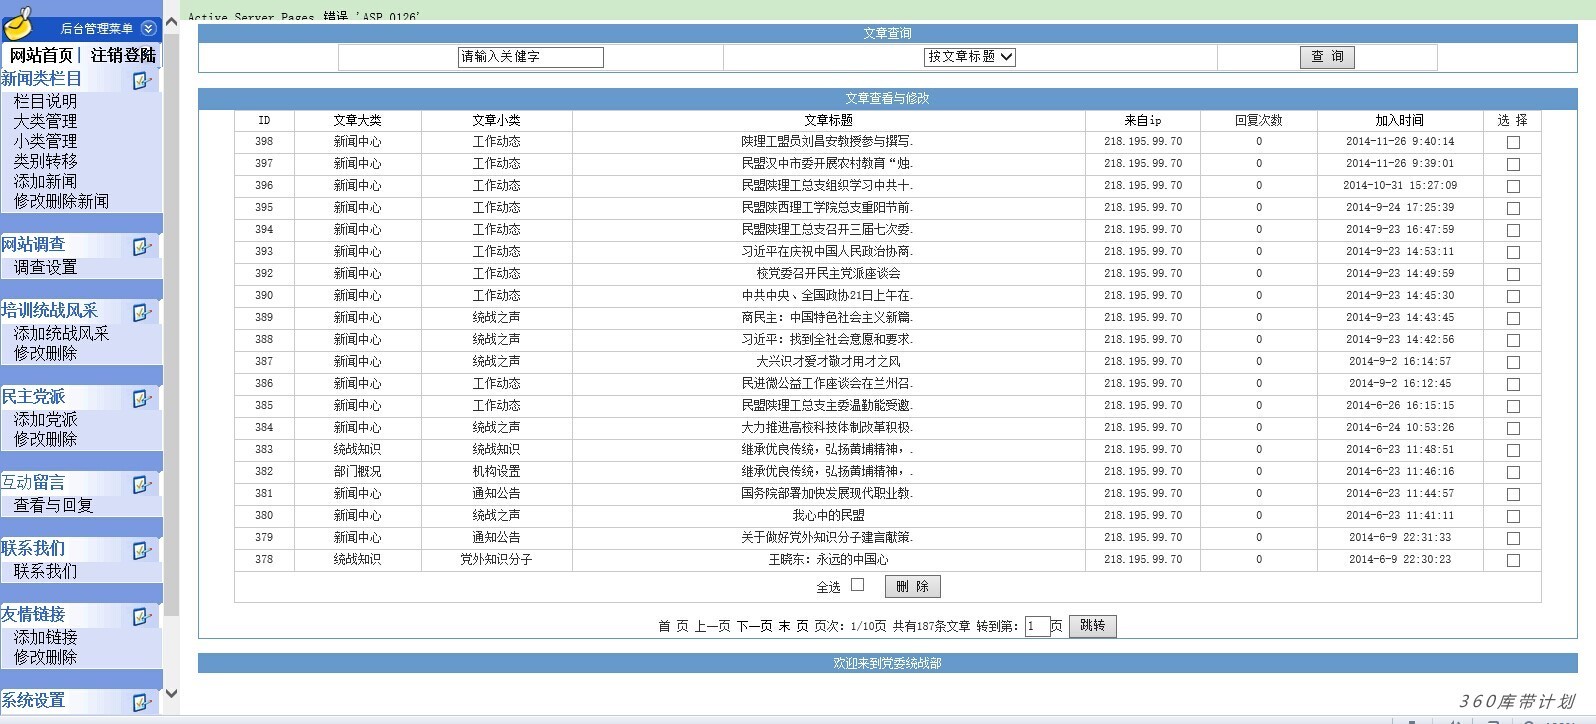 Active Server Pages 错误 'ASP 0126'
后台管理菜单
网站首页| 注销登陆
新闻类栏目
栏目说明
大类管理
小类管理
类别转移
添加新闻
修改删除新闻
网站调查
调查设置
培训统战风采
添加统战风采
修改删除
民主党派
添加党派
修改删除
互动留言
查看与回复
联系我们
联系我们
友情链接
添加链接
修改删除
系统设置
文章查询
请输入关健字 按文章标题 查 询
文章查看与修改
ID 文章大类 文章小类 文章标题 来自ip 回复次数 加入时间 选 择
398 新闻中心 工作动态 陕理工盟员刘昌安教授参与撰写. 218.195.99.70 0 2014-11-26 9:40:14
397 新闻中心 工作动态 民盟汉中市委开展农村教育“烛. 218.195.99.70 0 2014-11-26 9:39:01
396 新闻中心 工作动态 民盟陕理工总支组织学习中共十. 218.195.99.70 0 2014-10-31 15:27:09
395 新闻中心 工作动态 民盟陕西理工学院总支重阳节前. 218.195.99.70 0 2014-9-24 17:25:39
394 新闻中心 工作动态 民盟陕理工总支召开三届七次委. 218.195.99.70 0 2014-9-23 16:47:59
393 新闻中心 工作动态 习近平在庆祝中国人民政治协商. 218.195.99.70 0 2014-9-23 14:53:11
392 新闻中心 工作动态 校党委召开民主党派座谈会 218.195.99.70 0 2014-9-23 14:49:59
390 新闻中心 工作动态 中共中央、全国政协21日上午在. 218.195.99.70 0 2014-9-23 14:45:30
389 新闻中心 统战之声 商民主：中国特色社会主义新篇. 218.195.99.70 0 2014-9-23 14:43:45
388 新闻中心 统战之声 习近平：找到全社会意愿和要求. 218.195.99.70 0 2014-9-23 14:42:56
387 新闻中心 统战之声 大兴识才爱才敬才用才之风 218.195.99.70 0 2014-9-2 16:14:57
386 新闻中心 工作动态 民进微公益工作座谈会在兰州召. 218.195.99.70 0 2014-9-2 16:12:45
385 新闻中心 工作动态 民盟陕理工总支主委温勤能受邀. 218.195.99.70 0 2014-6-26 16:15:15
384 新闻中心 统战之声 大力推进高校科技体制改革积极. 218.195.99.70 0 2014-6-24 10:53:26
383 统战知识 统战知识 继承优良传统，弘扬黄埔精神，. 218.195.99.70 0 2014-6-23 11:48:51
382 部门概况 机构设置 继承优良传统，弘扬黄埔精神，. 218.195.99.70 0 2014-6-23 11:46:16
381 新闻中心 通知公告 国务院部署加快发展现代职业教. 218.195.99.70 0 2014-6-23 11:44:57
380 新闻中心 统战之声 我心中的民盟 218.195.99.70 0 2014-6-23 11:41:11
379 新闻中心 通知公告 关于做好党外知识分子建言献策. 218.195.99.70 0 2014-6-9 22:31:33
378 统战知识 党外知识分子 王晓东：永远的中国心 218.195.99.70 0 2014-6-9 22:30:23
全选 删 除
首 页 上一页 下一页 末 页 页次：1/10页 共有187条文章 转到第：1页 跳转
欢迎来到党委统战部
360库带计划